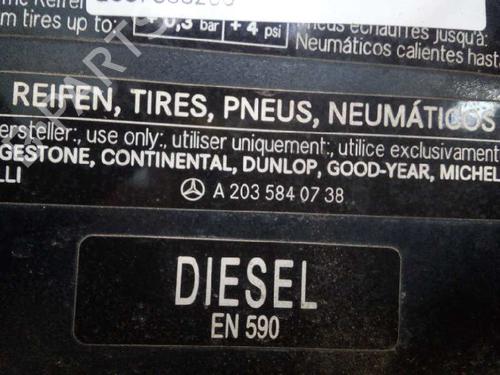 m tires up to:
0,3 bar
+ 4 psi
Neumáticos calientes hasta
REIFEN, TIRES, PNEUS, NEUMÁTICOS
ersteller:, use only:, utiliser uniquement:, utilice exclusivament
GESTONE, CONTINENTAL, DUNLOP, GOOD-YEAR, MICHEL
LLI
A 203 584 07 38
DIESEL
EN 590